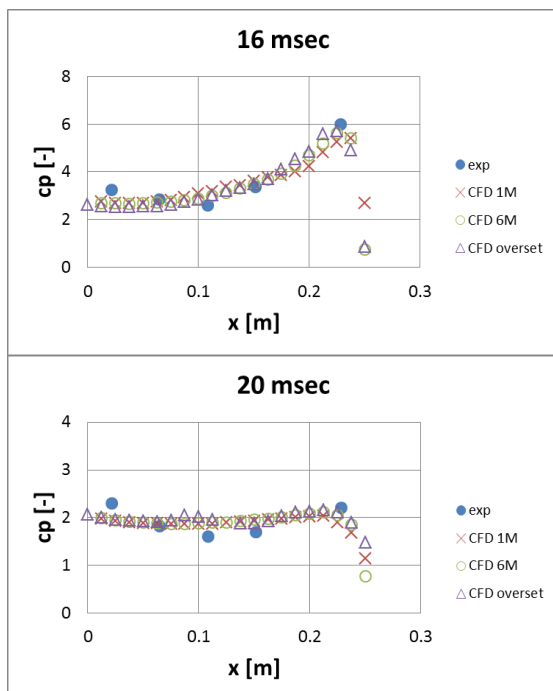 16 msec
8
6
4
2
0
cp [-]
0
0.1
0.2
0.3
x [m]
exp
CFD 1M
CFD 6M
CFD overset
20 msec
4
3
2
1
0
cp [-]
0
0.1
0.2
0.3
x [m]
exp
CFD 1M
CFD 6M
CFD overset